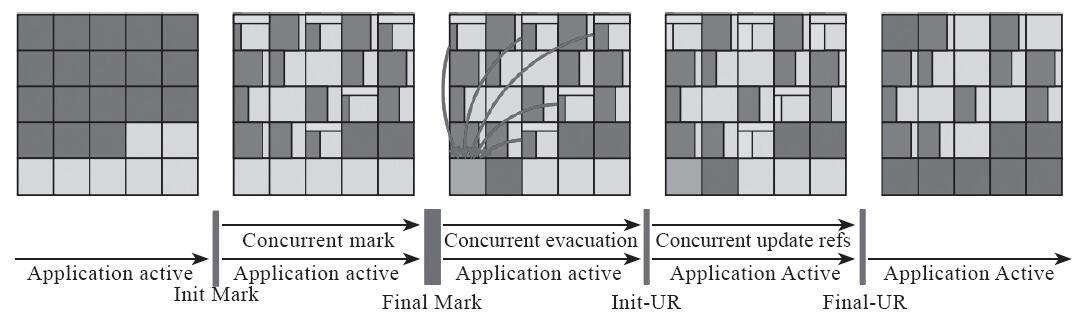 Concurrent mark
Concurrent evacuation
Concurrent update refs
Application active
Application active
Application active
Application Active
Application Active
Init Mark
Final Mark
Init-UR
Final-UR